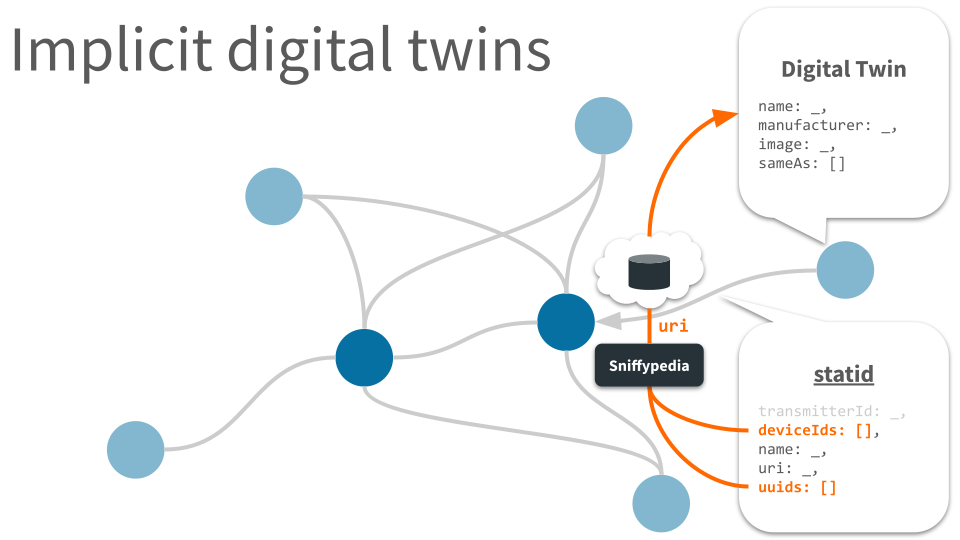 Implicit digital twins
Digital Twin
name: _,
manufacturer: _,
image: _,
sameAs: []
uri
Sniffypedia
statid
transmitterId: _,
deviceIds: [],
name: _,
uri: _,
uuids: []